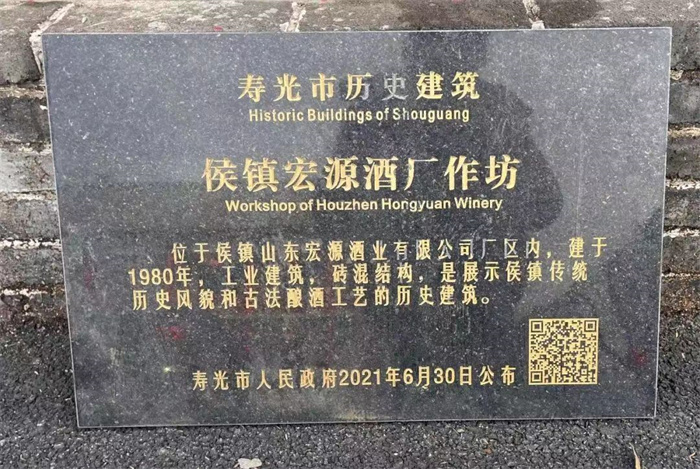 寿光市历史建筑
Historic Buildings of Shouguang
侯镇宏源酒厂作坊
Workshop of Houzhen Hongyuan Winery
位于侯镇山东宏源酒业有限公司厂区内，建于
1980年，工业建筑，砖混结构，是展示侯镇传统
历史风貌和古法酿酒工艺的历史建筑。
寿光市人民政府2021年6月30日公布